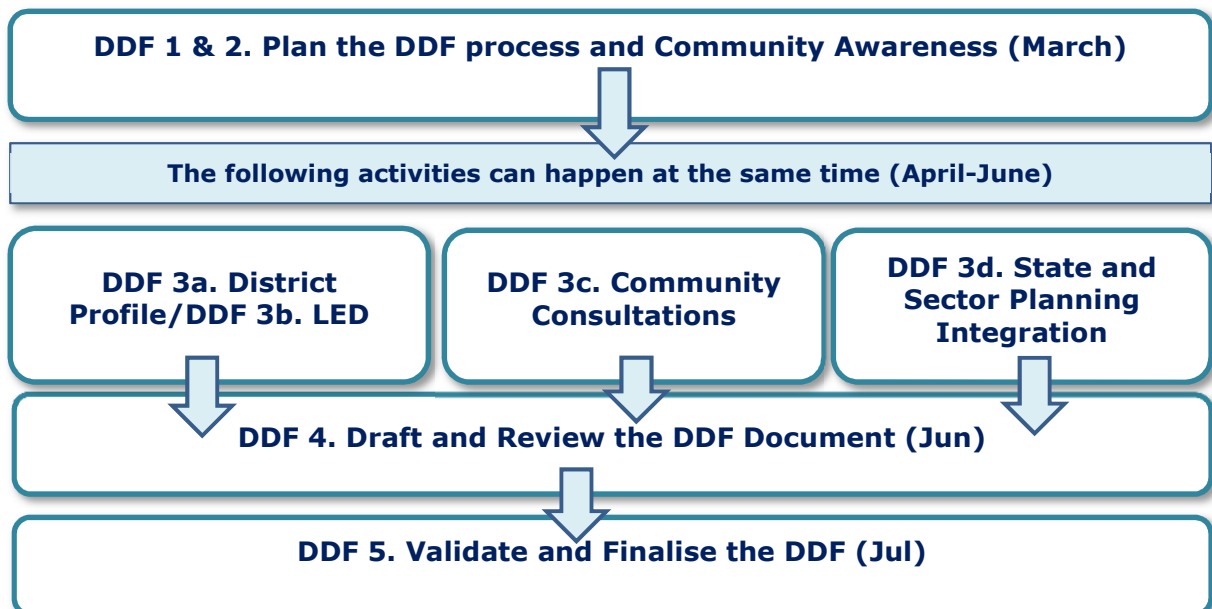 DDF 1 & 2. Plan the DDF process and Community Awareness (March)
The following activities can happen at the same time (April-June)
DDF 3a. District
Profile/DDF 3b. LED
DDF 3c. Community
Consultations
DDF 3d. State and
Sector Planning
Integration
DDF 4. Draft and Review the DDF Document (Jun)
DDF 5. Validate and Finalise the DDF (Jul)